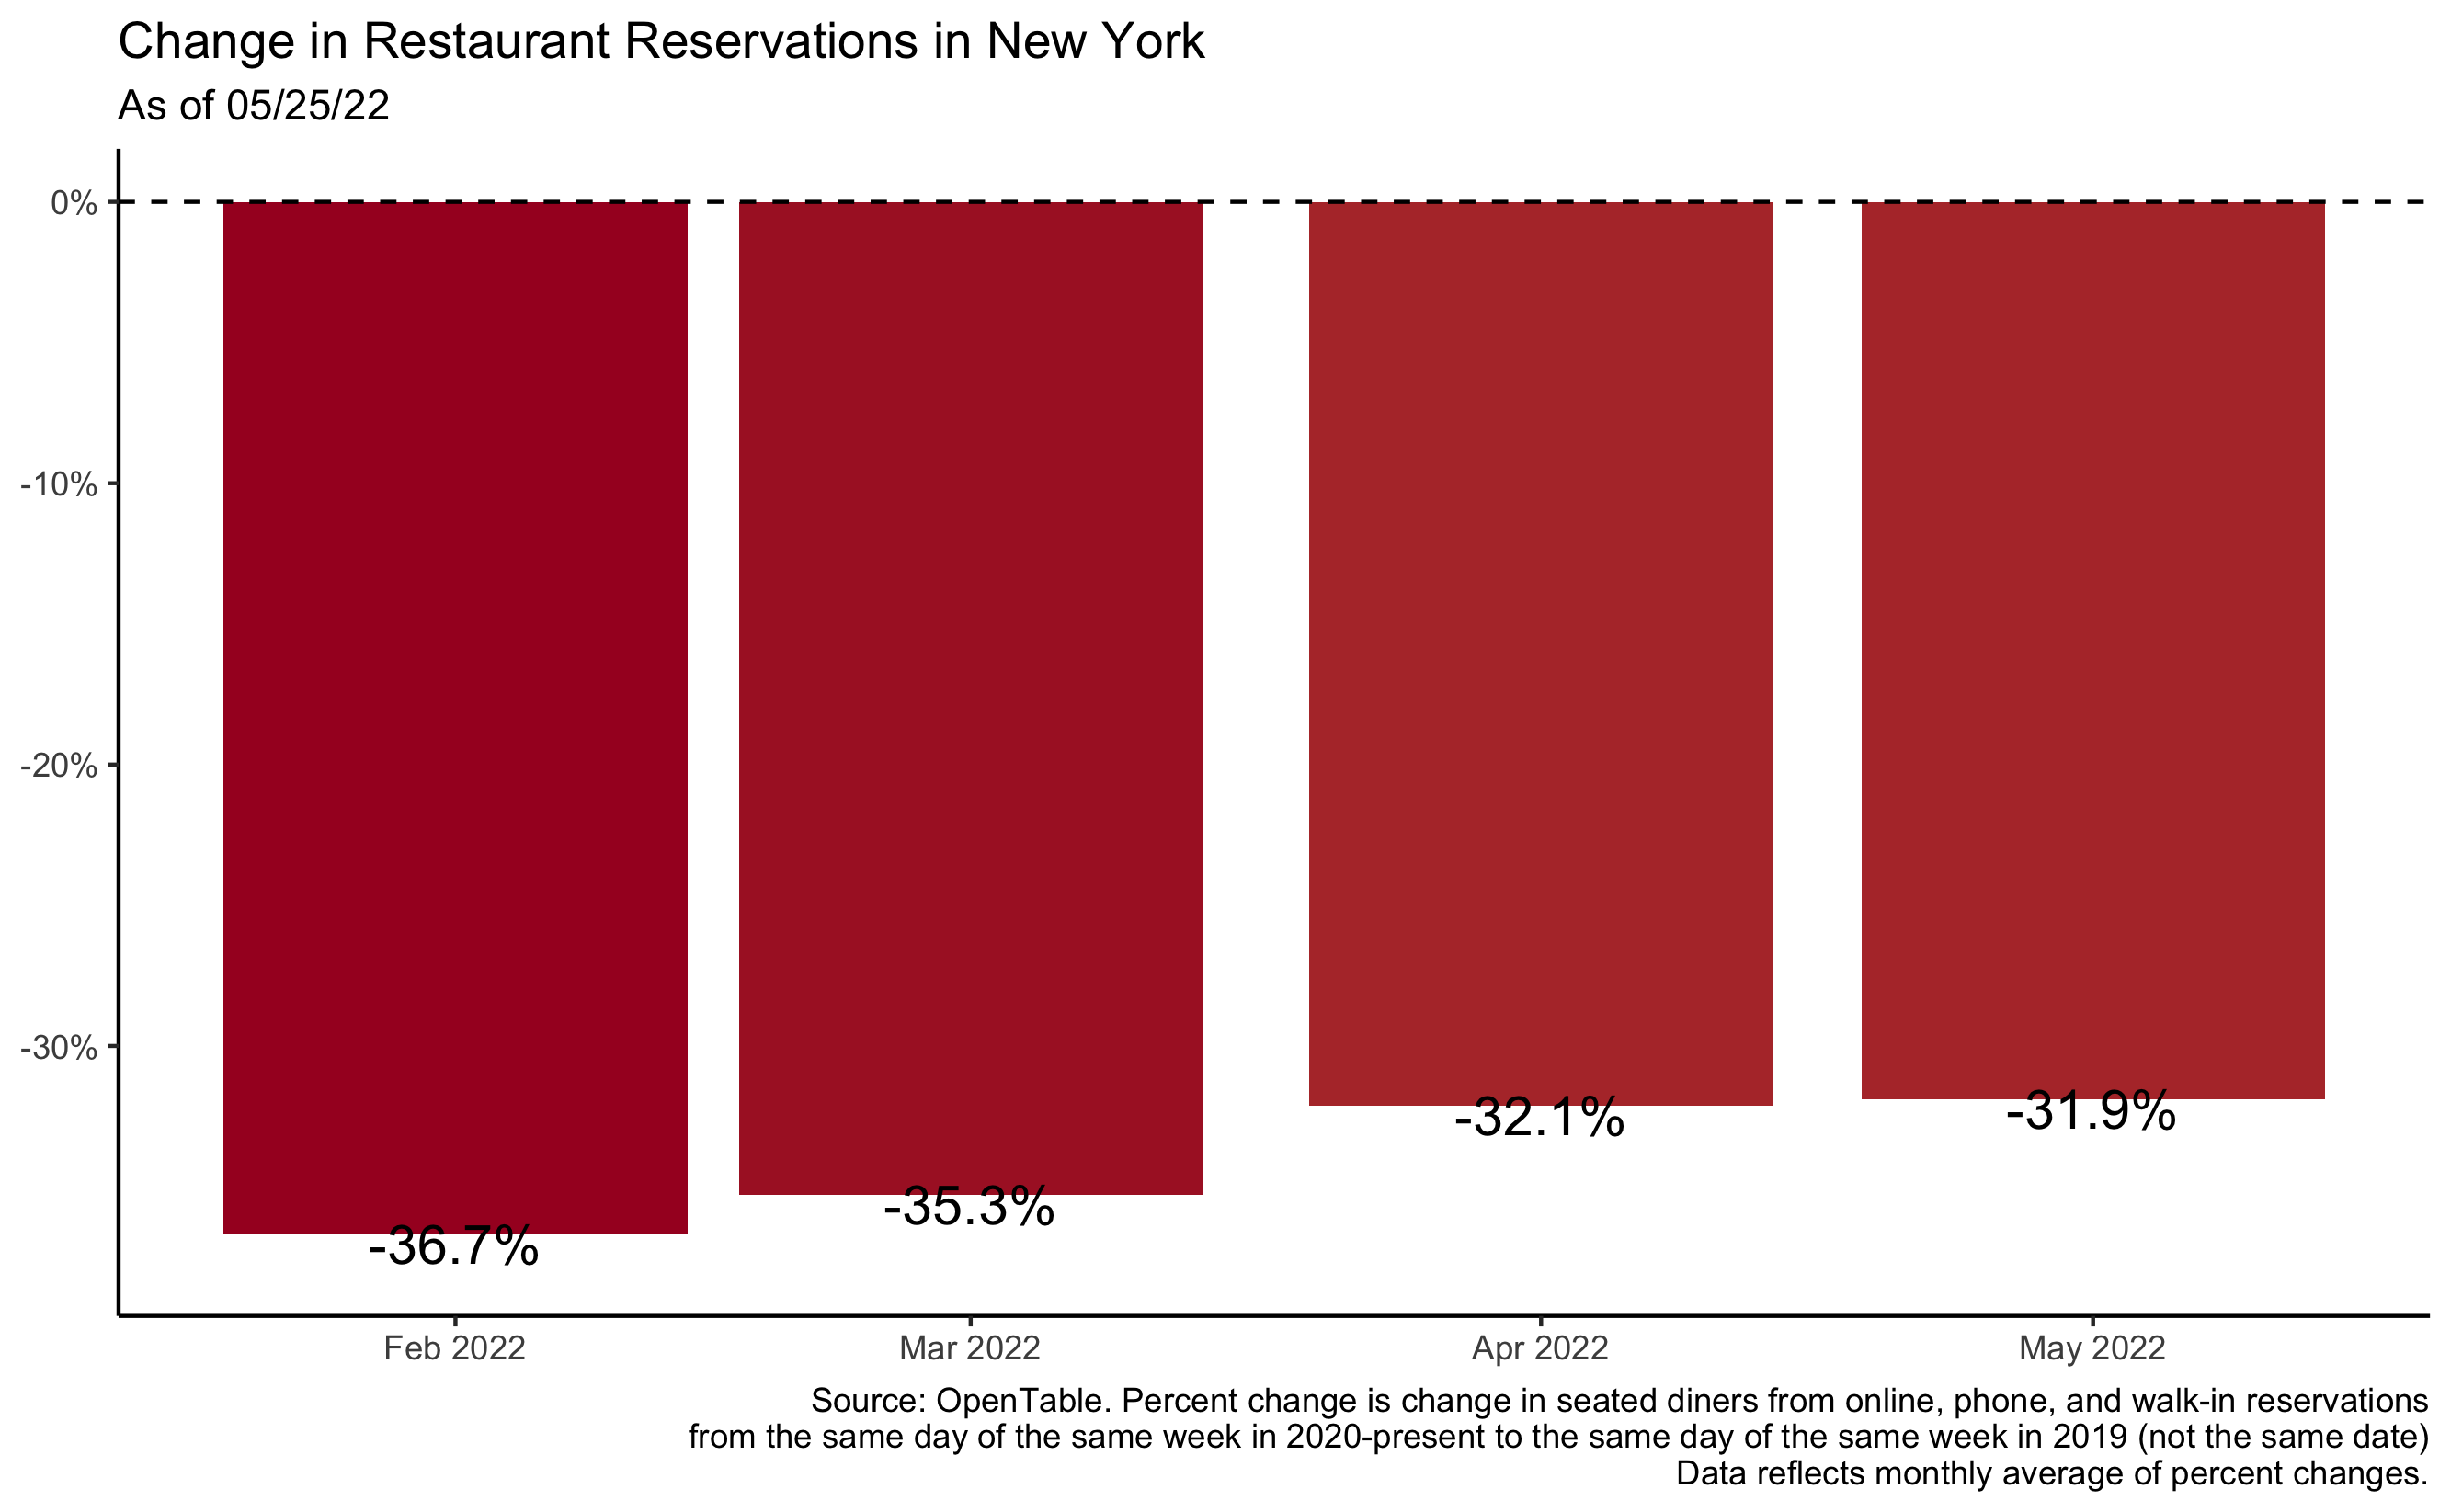 Change in Restaurant Reservations in New York
As of 05/25/22
0%
-10%
-20%
-30%
-36.7%
-35.3%
-32.1%
-31.9%
Feb 2022
Mar 2022
Apr 2022
May 2022
Source: OpenTable. Percent change is change in seated diners from online, phone, and walk-in reservations
from the same day of the same week in 2020-present to the same day of the same week in 2019 (not the same date)
Data reflects monthly average of percent changes.